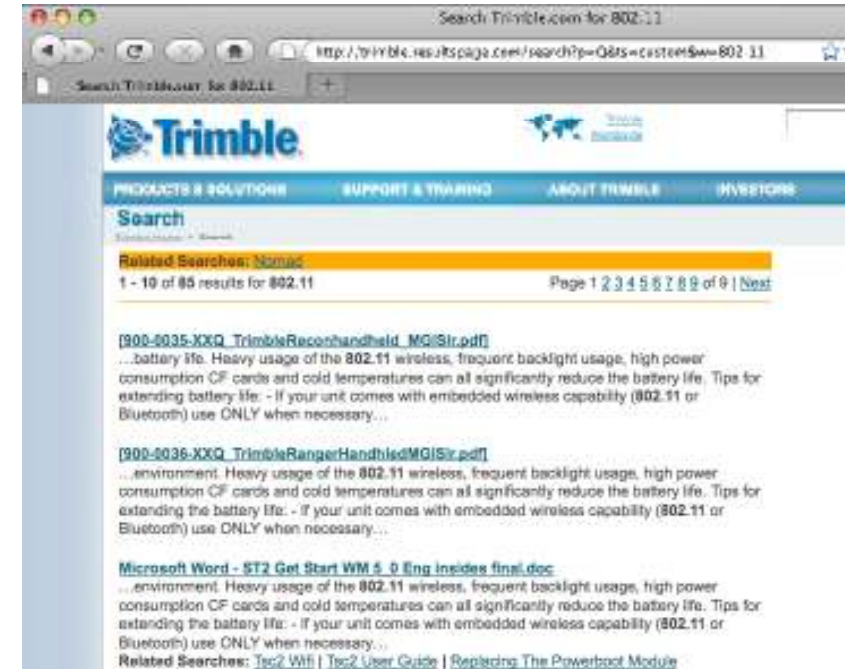 Search Trimble.com for 802.11
http://trimble.resultspage.com/search?p=Q&ts=custom&w=802 11
Search Trimble.com for 802.11
Trimble
PRODUCTS & SOLUTIONS SUPPORT & TRAINING ABOUT TRIMBLE INVESTORS
Search
Related Searches: Nomad
1 - 10 of 85 results for 802.11 Page 1 2 3 4 5 6 7 8 9 of 9 | Next
[900-0035-XXQ_TrimbleReconhandheld_MGISlr.pdf]
...battery life. Heavy usage of the 802.11 wireless, frequent backlight usage, high power
consumption CF cards and cold temperatures can all significantly reduce the battery life. Tips for
extending battery life: - If your unit comes with embedded wireless capability (802.11 or
Bluetooth) use ONLY when necessary...
[900-0036-XXQ_TrimbleRangerHandhledMGISlr.pdf]
...environment. Heavy usage of the 802.11 wireless, frequent backlight usage, high power
consumption CF cards and cold temperatures can all significantly reduce the battery life. Tips for
extending the battery life: - If your unit comes with embedded wireless capability (802.11 or
Bluetooth) use ONLY when necessary...
Microsoft Word - ST2 Get Start WM 5_0 Eng insides final.doc
...environment. Heavy usage of the 802.11 wireless, frequent backlight usage, high power
consumption CF cards and cold temperatures can all significantly reduce the battery life. Tips for
extending the battery life: - If your unit comes with embedded wireless capability (802.11 or
Bluetooth) use ONLY when necessary...
Related Searches: Tsc2 Wifi | Tsc2 User Guide | Replacing The Powerboot Module